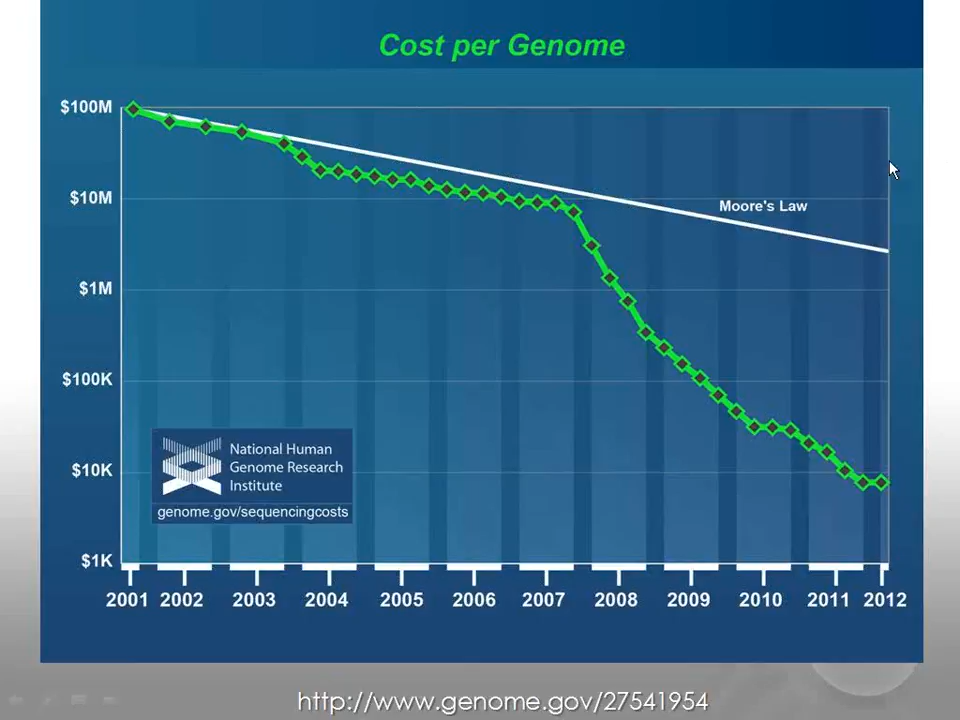 Cost per Genome
$100M
$10M
$1M
$100K
$10K
$1K
Moore's Law
National Human
Genome Research
Institute
genome.gov/sequencingcosts
2001 2002 2003 2004 2005 2006 2007 2008 2009 2010 2011 2012
http://www.genome.gov/27541954